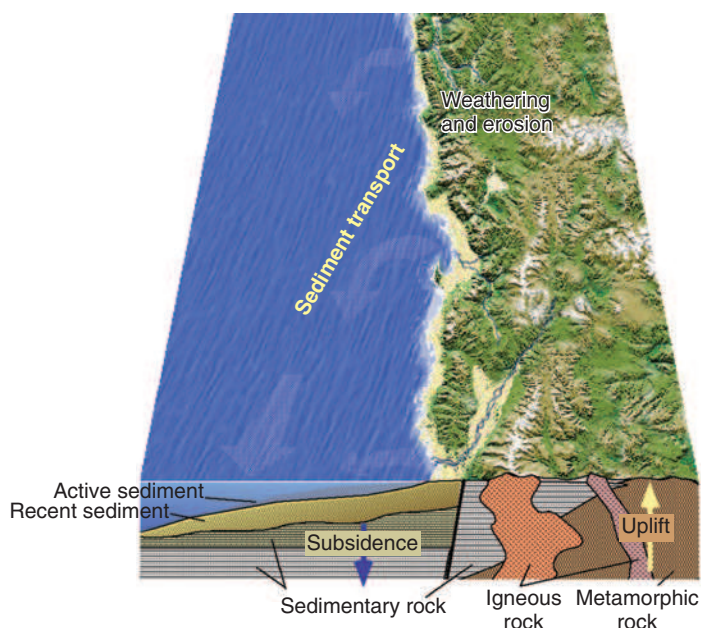 Weathering
and erosion
Sediment transport
Active sediment
Recent sediment
Subsidence
Uplift
Sedimentary rock
Igneous
rock
Metamorphic
rock